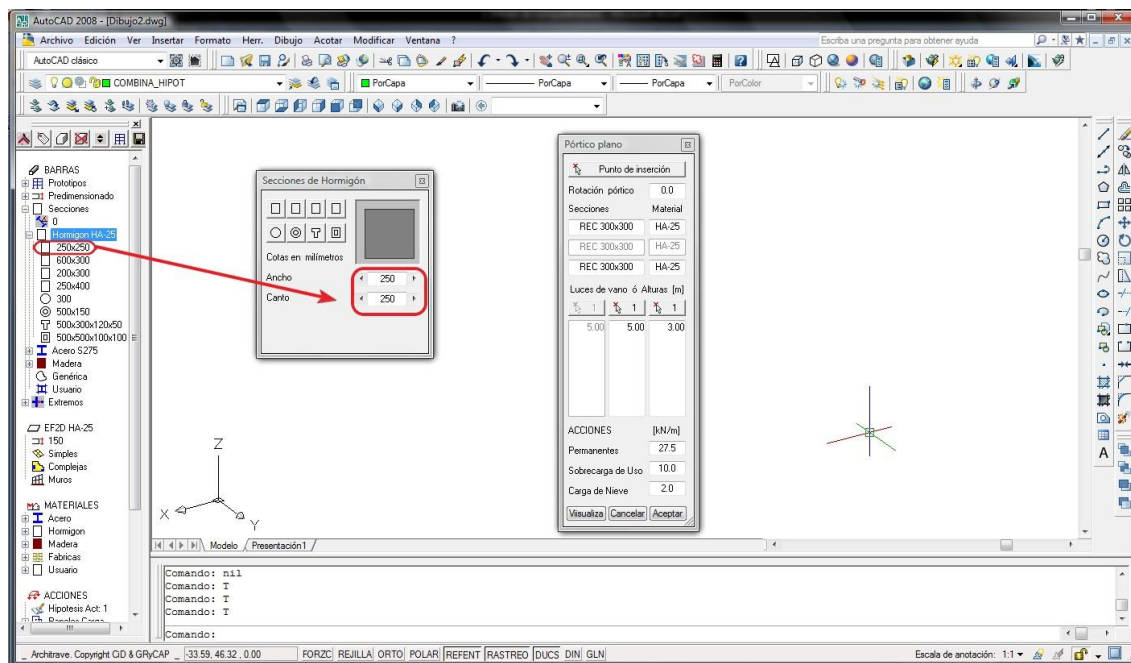 AutoCAD 2008 - [Dibujo2.dwg]
Archivo Edición Ver Insertar Formato Herr. Dibujo Acotar Modificar Ventana ?
Escriba una pregunta para obtener ayuda
AutoCAD clásico
COMBINA_HIPOT
PorCapa
PorCapa
PorCapa
PorColor
BARRAS
Prototipos
Predimensionado
Secciones
0
Hormigon HA-25
250x250
600x300
200x300
250x400
300
500x150
500x300x120x50
500x500x100x100
Acero S275
Madera
Genérica
Usuario
Extremos
EF2D HA-25
150
Simples
Complejas
Muros
MATERIALES
Acero
Hormigon
Madera
Fabricas
Usuario
ACCIONES
Hipotesis Act: 1
Secciones de Hormigón
Cotas en milímetros
Ancho 250
Canto 250
Pórtico plano
Punto de inserción
Rotación pórtico 0.0
Secciones Material
REC 300x300 HA-25
REC 300x300 HA-25
REC 300x300 HA-25
Luces de vano ó Alturas [m]
1 1 1
5.00 5.00 3.00
ACCIONES [kN/m]
Permanentes 27.5
Sobrecarga de Uso 10.0
Carga de Nieve 2.0
Visualiza Cancelar Aceptar
Z
X
Y
Modelo Presentación1
Comando: nil
Comando: T
Comando: T
Comando: T
Comando:
Architrave. Copyright CiD & GRyCAP -33.59, 46.32, 0.00 FORZC REJILLA ORTO POLAR REFENT RASTREO DUCS DIN GLN Escala de anotación: 1:1